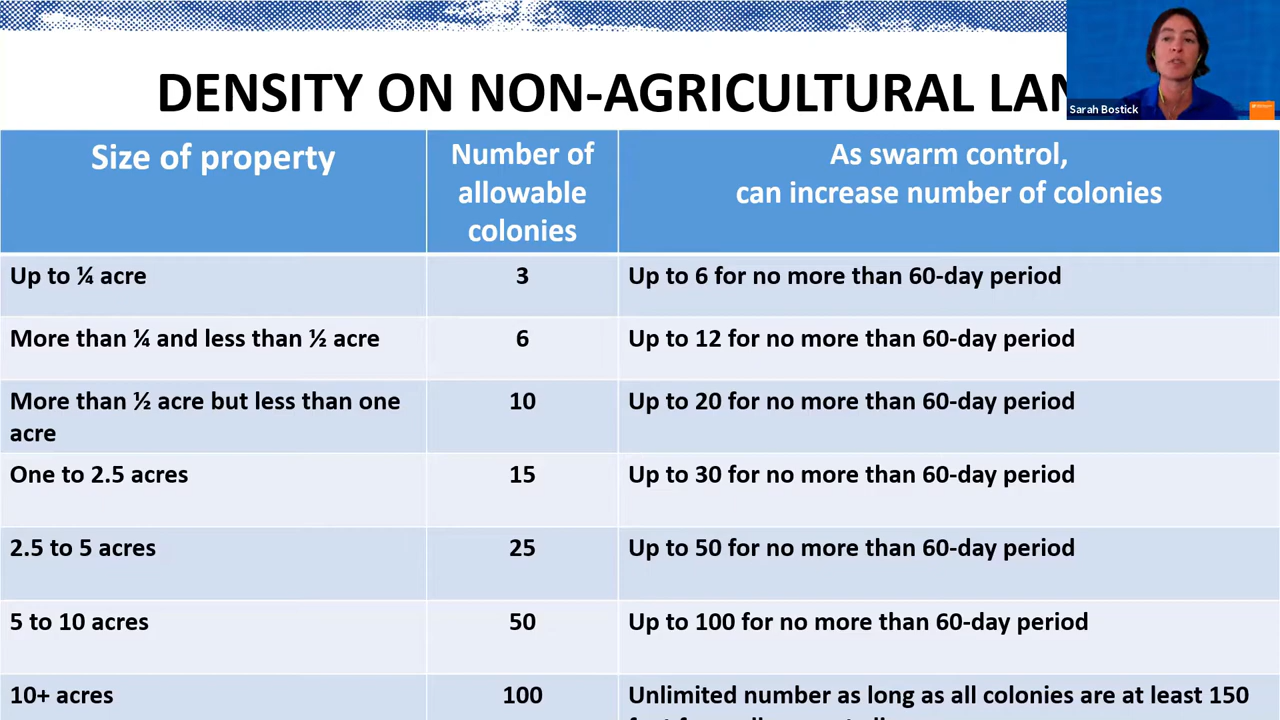 DENSITY ON NON-AGRICULTURAL
Sarah Bostick
Size of property
Number of
allowable
colonies
As swarm control,
can increase number of colonies
Up to ¼ acre
3
Up to 6 for no more than 60-day period
More than ¼ and less than ½ acre
6
Up to 12 for no more than 60-day period
More than ½ acre but less than one
acre
10
Up to 20 for no more than 60-day period
One to 2.5 acres
15
Up to 30 for no more than 60-day period
2.5 to 5 acres
25
Up to 50 for no more than 60-day period
5 to 10 acres
50
Up to 100 for no more than 60-day period
10+ acres
100
Unlimited number as long as all colonies are at least 150